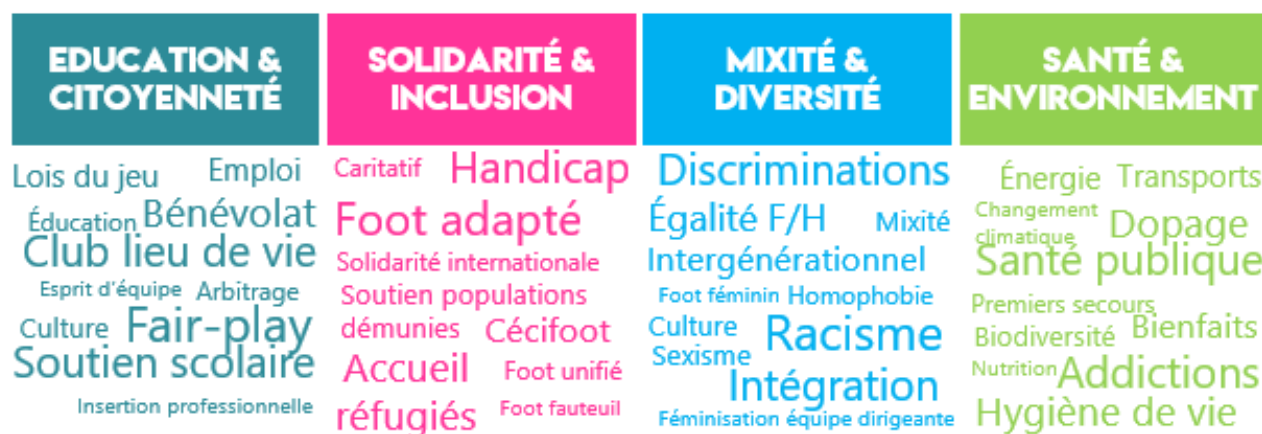 EDUCATION &
CITOYENNETÉ
Lois du jeu Emploi
Éducation Bénévolat
Club lieu de vie
Esprit d'équipe Arbitrage
Culture Fair-play
Soutien scolaire
Insertion professionnelle
SOLIDARITÉ &
INCLUSION
Caritatif Handicap
Foot adapté
Solidarité internationale
Soutien populations
démunies Cécifoot
Accueil Foot unifié
réfugiés Foot fauteuil
MIXITÉ &
DIVERSITÉ
Discriminations
Égalité F/H Mixité
Intergénérationnel
Foot féminin Homophobie
Culture Racisme
Sexisme
Intégration
Féminisation équipe dirigeante
SANTÉ &
ENVIRONNEMENT
Énergie Transports
Changement
climatique Dopage
Santé publique
Premiers secours
Biodiversité Bienfaits
Nutrition Addictions
Hygiène de vie